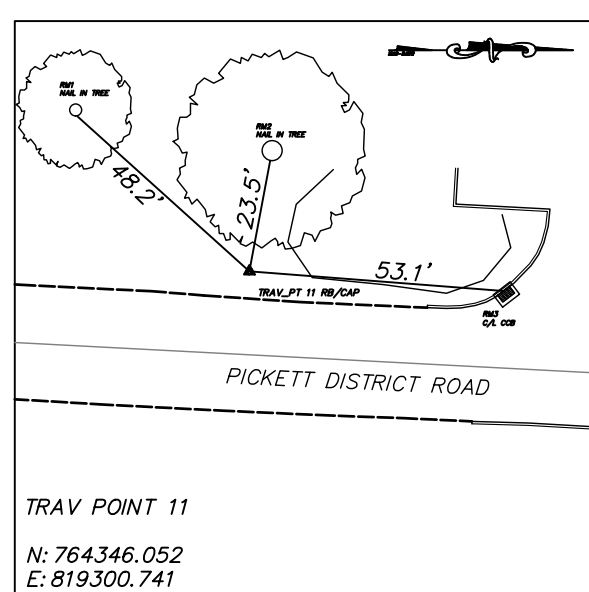 RM1
NAIL IN TREE
RM2
NAIL IN TREE
48.2'
23.5'
53.1'
TRAV_PT 11 RB/CAP
RM3
C/L CCB
PICKETT DISTRICT ROAD
TRAV POINT 11
N: 764346.052
E: 819300.741